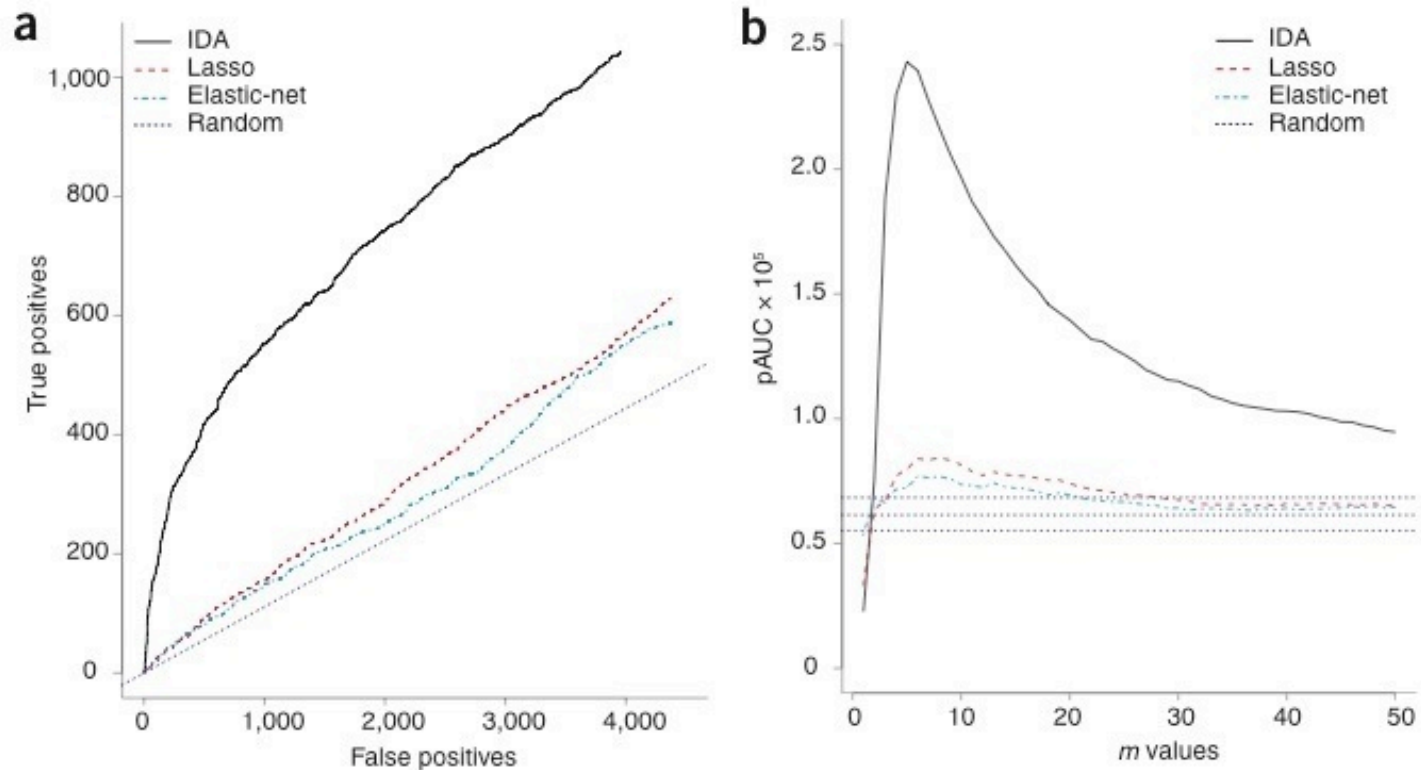 a
IDA
Lasso
Elastic-net
Random
1,000
800
600
400
200
0
True positives
0 1,000 2,000 3,000 4,000
False positives
b
IDA
Lasso
Elastic-net
Random
2.5
2.0
1.5
1.0
0.5
0
pAUC × 10⁵
0 10 20 30 40 50
m values